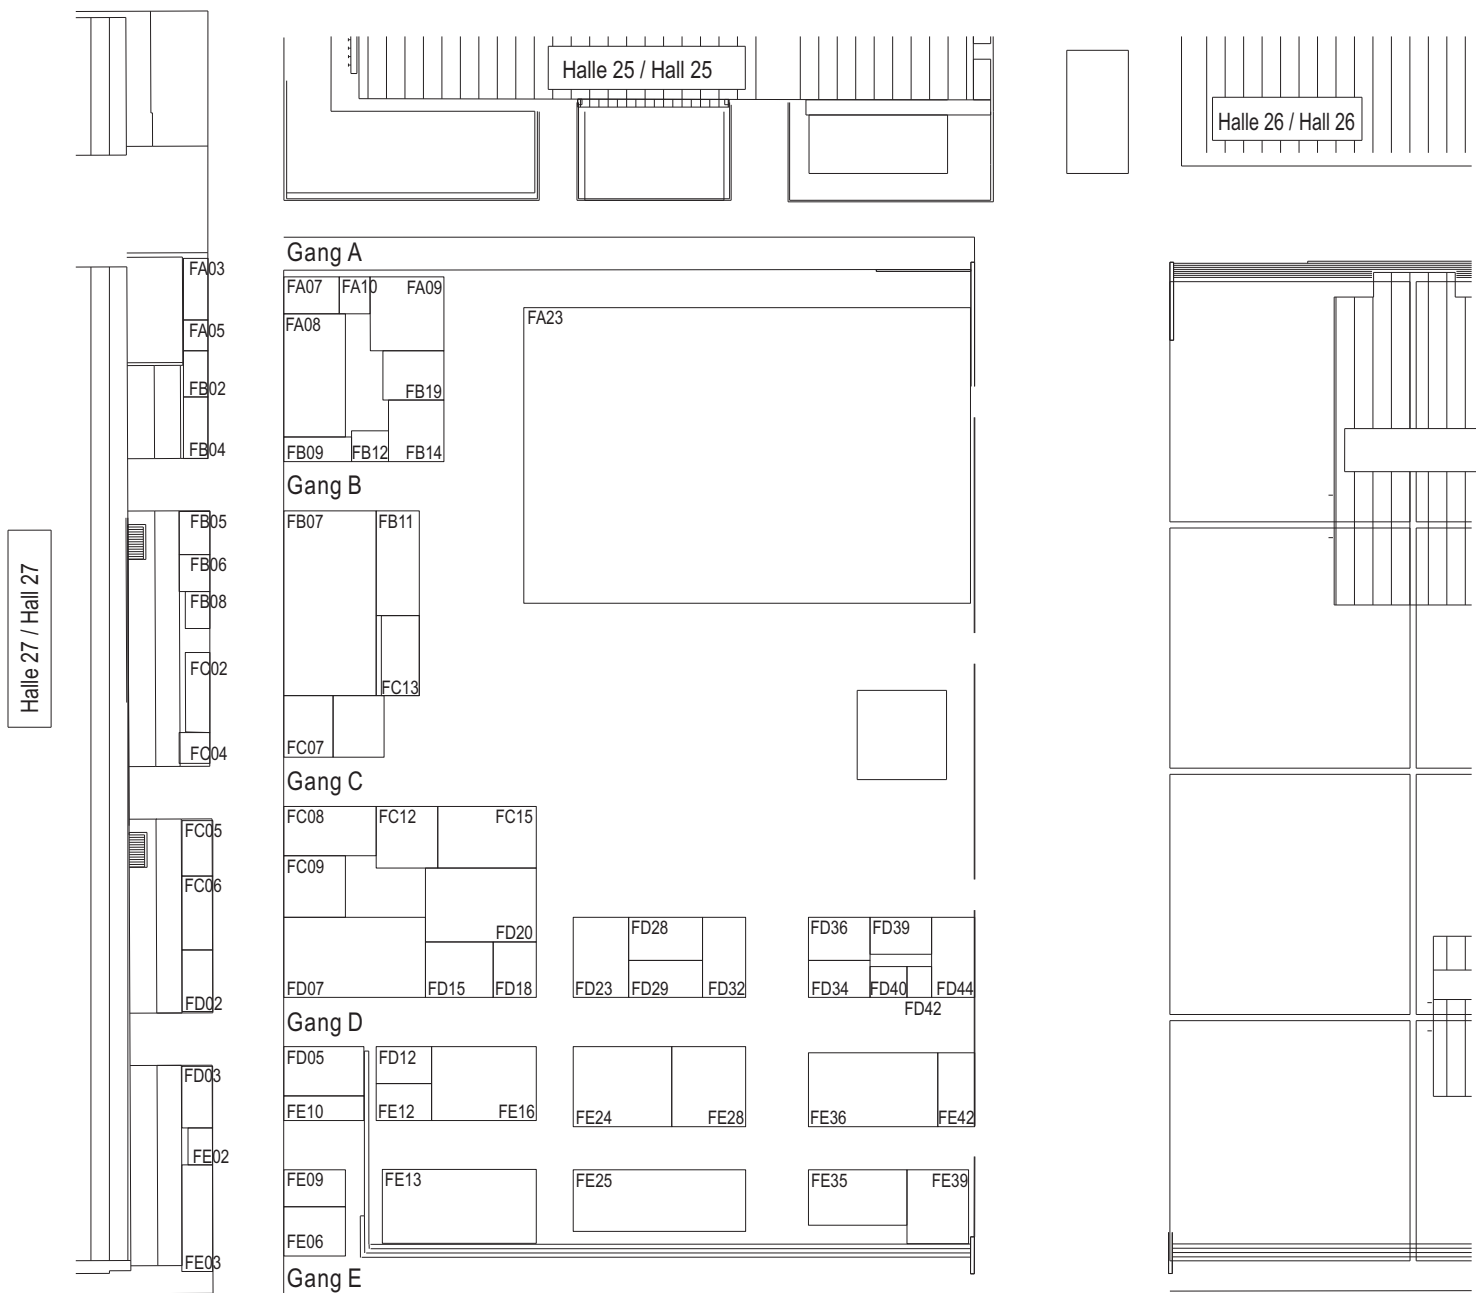 Halle 25 / Hall 25
Halle 26 / Hall 26
Gang A
FA03
FA07
FA10
FA09
FA05
FA08
FA23
FB02
FB19
FB04
FB09
FB12
FB14
Gang B
FB05
FB07
FB11
FB06
FB08
Halle 27 / Hall 27
FC02
FC13
FC04
FC07
Gang C
FC05
FC08
FC12
FC15
FC09
FC06
FD20
FD28
FD36
FD39
FD02
FD07
FD15
FD18
FD23
FD29
FD32
FD34
FD40
FD44
FD42
Gang D
FD05
FD12
FD03
FE10
FE12
FE16
FE24
FE28
FE36
FE42
FE02
FE09
FE13
FE25
FE35
FE39
FE06
FE03
Gang E